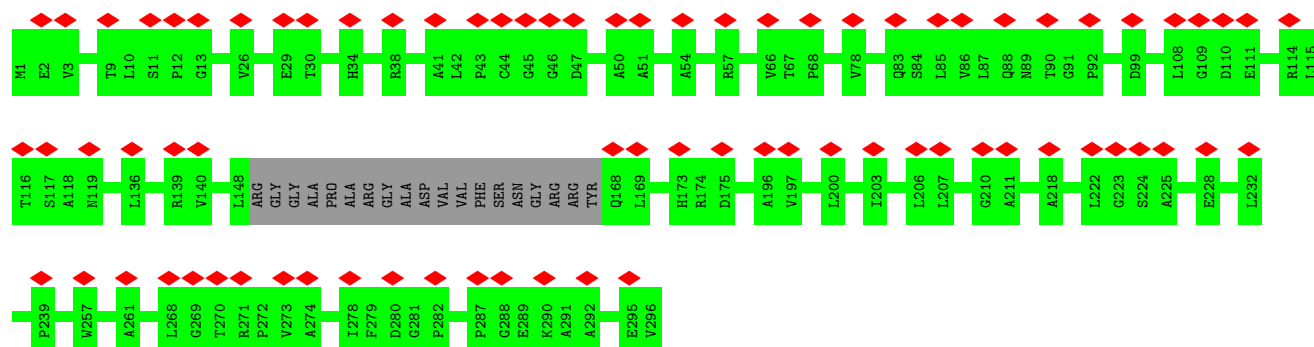 M1 E2 V3 T9 L10 S11 P12 G13 V26 E29 T30 H34 R38 A41 L42 P43 C44 G45 G46 D47 A50 A51 A54 R57 V66 T67 P68 V78 Q83 S84 L85 V86 L87 Q88 N89 T90 G91 P92 D99 L108 G109 D110 E111 R114 L115
T116 S117 A118 N119 L136 R139 V140 L148 ARG GLY GLY ALA PRO ALA ARG GLY ALA ASP VAL VAL PHE SER ASN GLY ARG ARG TYR Q168 L169 H173 R174 D175 A196 V197 L200 I203 L206 L207 G210 A211 A218 L222 G223 S224 A225 E228 L232
P239 W257 A261 L268 G269 T270 R271 P272 V273 A274 I278 F279 D280 G281 P282 P287 G288 E289 K290 A291 A292 E295 V296